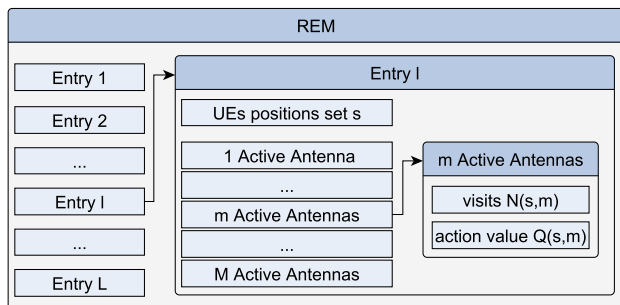 REM
Entry 1
Entry 2
...
Entry l
...
Entry L
Entry l
UEs positions set s
1 Active Antenna
...
m Active Antennas
...
M Active Antennas
m Active Antennas
visits N(s,m)
action value Q(s,m)